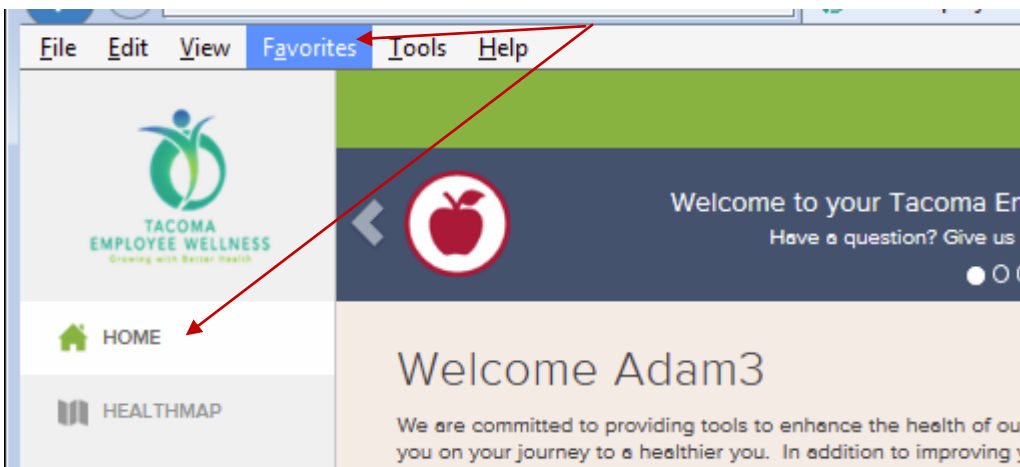 File Edit View Favorites Tools Help
TACOMA
EMPLOYEE WELLNESS
Growing with Better Health
Welcome to your Tacoma
Have a question? Give us
HOME
HEALTHMAP
Welcome Adam3
We are committed to providing tools to enhance the health of
you on your journey to a healthier you. In addition to improving